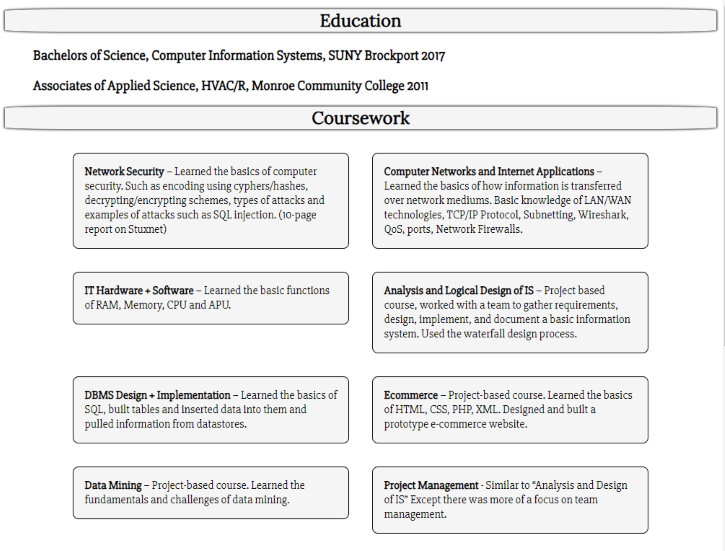 Education
Bachelors of Science, Computer Information Systems, SUNY Brockport 2017
Associates of Applied Science, HVAC/R, Monroe Community College 2011
Coursework
Network Security – Learned the basics of computer
security. Such as encoding using cyphers/hashes,
decrypting/encrypting schemes, types of attacks and
examples of attacks such as SQL injection. (10-page
report on Stuxnet)
Computer Networks and Internet Applications –
Learned the basics of how information is transferred
over network mediums. Basic knowledge of LAN/WAN
technologies, TCP/IP Protocol, Subnetting, Wireshark,
QoS, ports, Network Firewalls.
IT Hardware + Software – Learned the basic functions
of RAM, Memory, CPU and APU.
Analysis and Logical Design of IS – Project based
course, worked with a team to gather requirements,
design, implement, and document a basic information
system. Used the waterfall design process.
DBMS Design + Implementation – Learned the basics of
SQL, built tables and inserted data into them and
pulled information from datastores.
Ecommerce – Project-based course. Learned the basics
of HTML, CSS, PHP, XML. Designed and built a
prototype e-commerce website.
Data Mining – Project-based course. Learned the
fundamentals and challenges of data mining.
Project Management - Similar to “Analysis and Design
of IS” Except there was more of a focus on team
management.